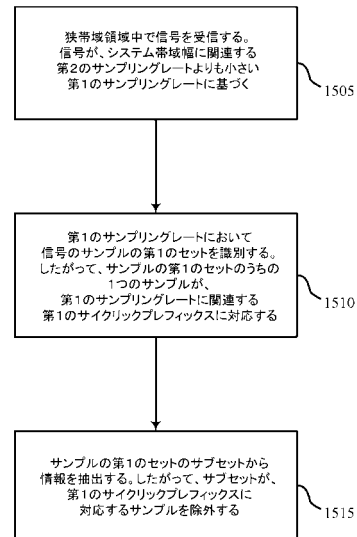 狭帯域領域中で信号を受信する。
信号が、システム帯域幅に関連する
第2のサンプリングレートよりも小さい
第1のサンプリングレートに基づく
1505
第1のサンプリングレートにおいて
信号のサンプルの第1のセットを識別する。
したがって、サンプルの第1のセットのうちの
1つのサンプルが、
第1のサンプリングレートに関連する
第1のサイクリックプレフィックスに対応する
1510
サンプルの第1のセットのサブセットから
情報を抽出する。したがって、サブセットが、
第1のサイクリックプレフィックスに
対応するサンプルを除外する
1515